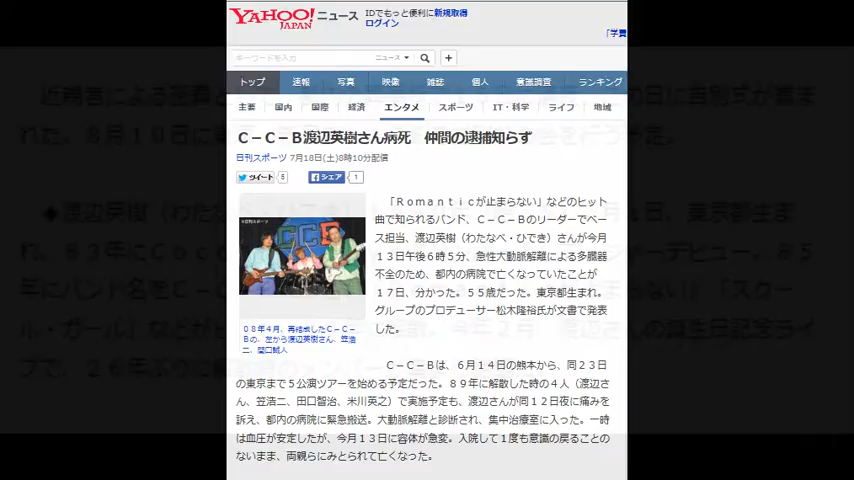 YAHOO! JAPAN ニュース
IDでもっと便利に新規取得
ログイン
「学費
キーワードを入力
ニュース
トップ 速報 写真 映像 雑誌 個人 意識調査 ランキング
主要 国内 国際 経済 エンタメ スポーツ IT・科学 ライフ 地域
C－C－B渡辺英樹さん病死　仲間の逮捕知らず
日刊スポーツ 7月18日(土)8時10分配信
ツイート 5 シェア 1
「Romanticが止まらない」などのヒット
曲で知られるバンド、C－C－Bのリーダーでベー
ス担当、渡辺英樹（わたなべ・ひでき）さんが今月
13日午後6時5分、急性大動脈解離による多臓器
不全のため、都内の病院で亡くなっていたことが
17日、分かった。55歳だった。東京都生まれ。
グループのプロデューサー松木隆裕氏が文書で発表
した。
08年4月、再結成したC－C－
Bの、左から渡辺英樹さん、笠浩
二、関口誠人
C－C－Bは、6月14日の熊本から、同23日
の東京まで5公演ツアーを始める予定だった。89年に解散した時の4人（渡辺さ
ん、笠浩二、田口智治、米川英之）で実施予定も、渡辺さんが同12日夜に痛みを
訴え、都内の病院に緊急搬送。大動脈解離と診断され、集中治療室に入った。一時
は血圧が安定したが、今月13日に容体が急変。入院して1度も意識の戻ることの
ないまま、両親らにみとられて亡くなった。